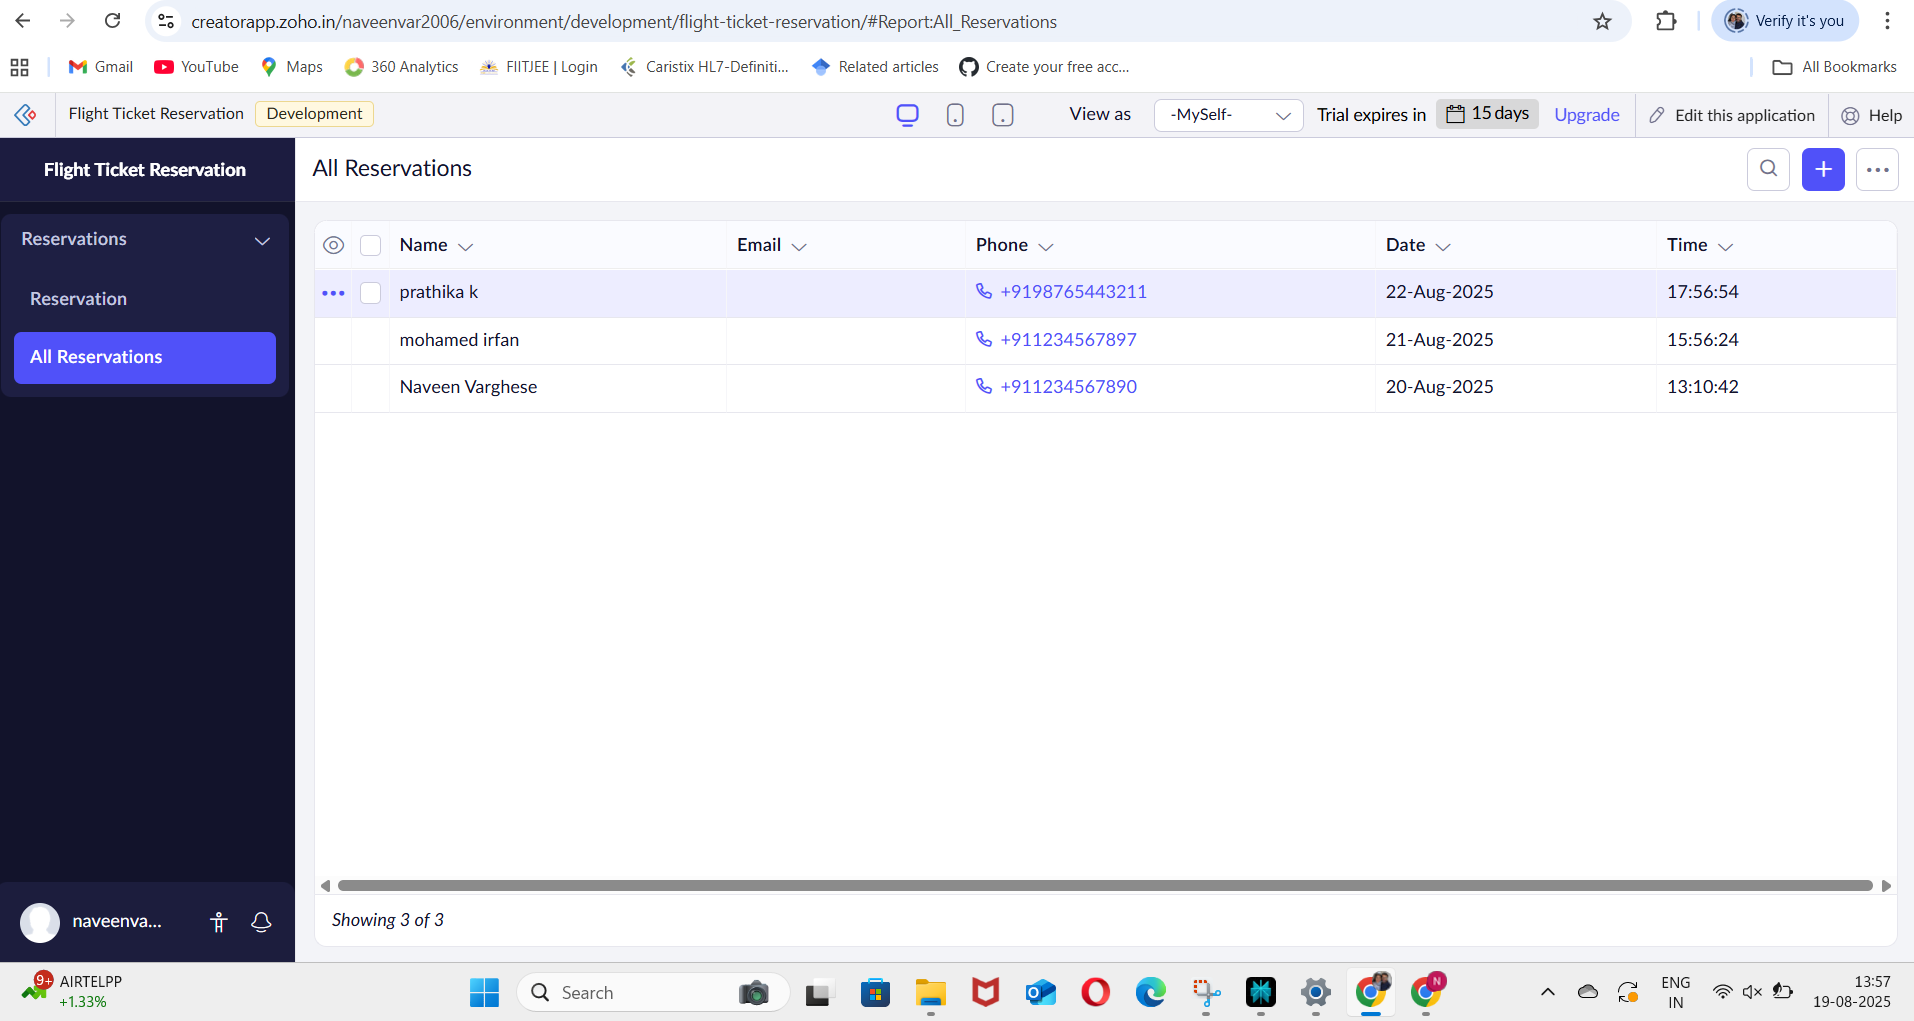 creatorapp.zoho.in/naveenvar2006/environment/development/flight-ticket-reservation/#Report:All_Reservations
Verify it's you
Gmail
YouTube
Maps
360 Analytics
FIITJEE | Login
Caristix HL7-Definiti...
Related articles
Create your free acc...
All Bookmarks
Flight Ticket Reservation
Development
View as
-MySelf-
Trial expires in
15 days
Upgrade
Edit this application
Help
Flight Ticket Reservation
Reservations
Reservation
All Reservations
naveenva...
All Reservations
Name Email Phone Date Time
prathika k +9198765443211 22-Aug-2025 17:56:54
mohamed irfan +911234567897 21-Aug-2025 15:56:24
Naveen Varghese +911234567890 20-Aug-2025 13:10:42
Showing 3 of 3
9+
AIRTELPP
+1.33%
Search
N
ENG
IN
13:57
19-08-2025